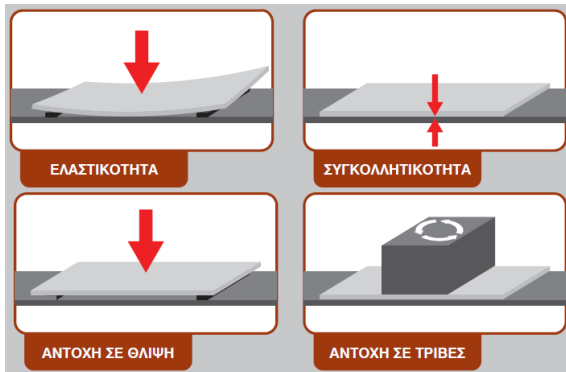 ΕΛΑΣΤΙΚΟΤΗΤΑ
ΣΥΓΚΟΛΛΗΤΙΚΟΤΗΤΑ
ΑΝΤΟΧΗ ΣΕ ΘΛΙΨΗ
ΑΝΤΟΧΗ ΣΕ ΤΡΙΒΕΣ